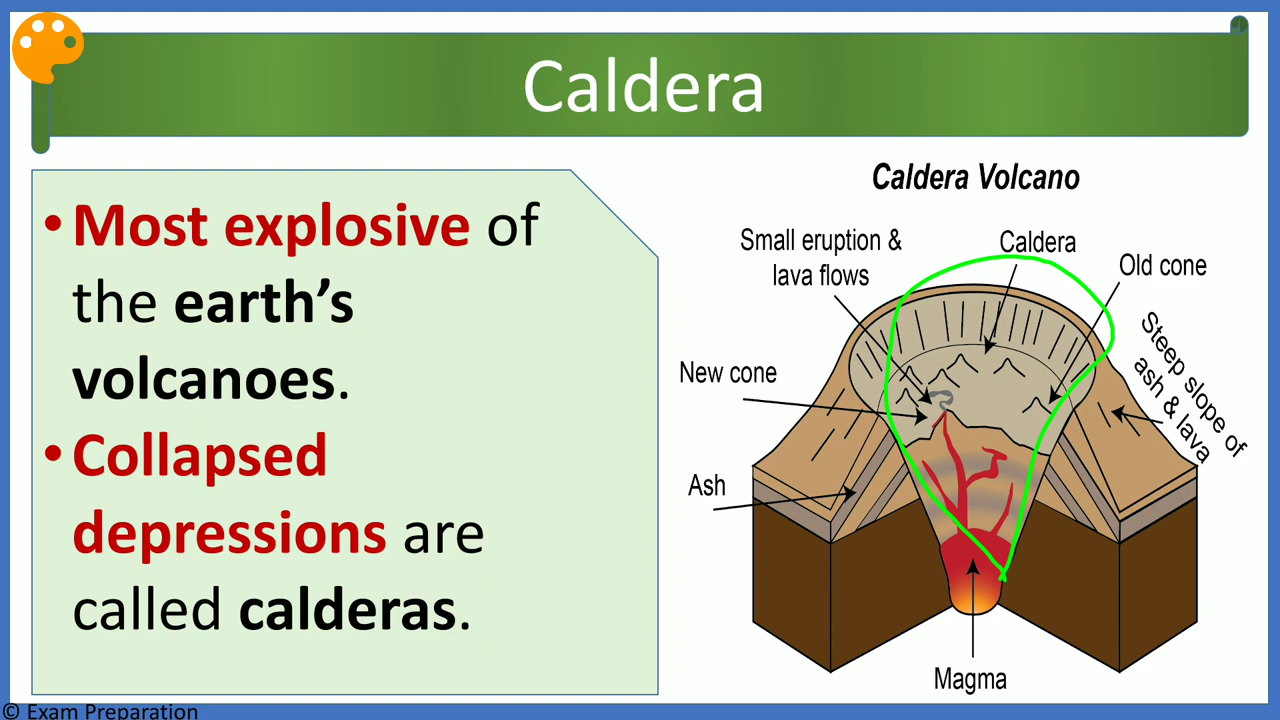 Caldera
•Most explosive of
the earth’s
volcanoes.
•Collapsed
depressions are
called calderas.
Caldera Volcano
Small eruption &
lava flows
Caldera
Old cone
Steep slope of
ash & lava
New cone
Ash
Magma
© Exam Preparation